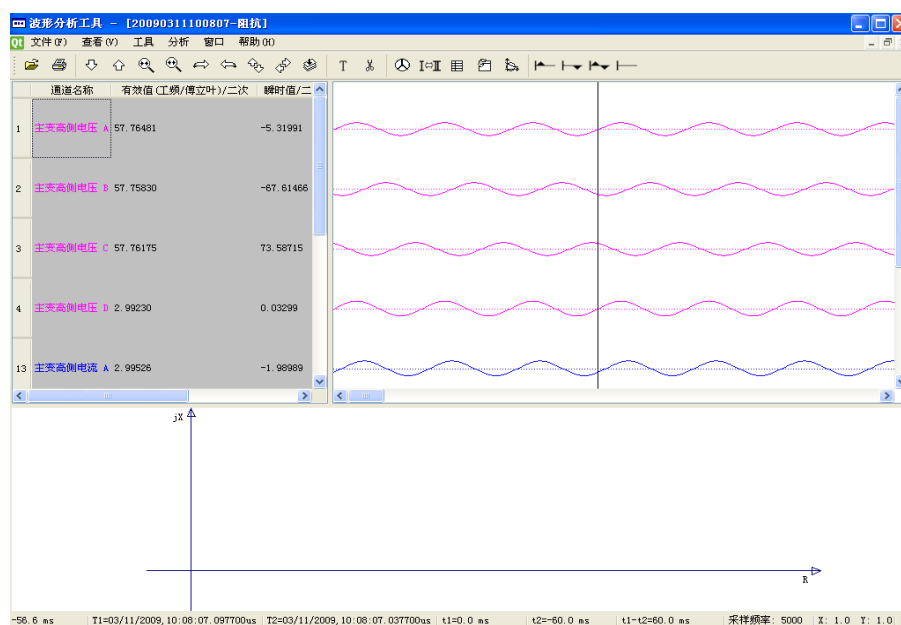 波形分析工具 - [20090311100807-阻抗]
文件(F) 查看(V) 工具 分析 窗口 帮助(H)
通道名称 有效值(工频/傅立叶)/二次 瞬时值/二
1 主变高侧电压 A 57.76481 -5.31991
2 主变高侧电压 B 57.75830 -67.61466
3 主变高侧电压 C 57.76175 73.58715
4 主变高侧电压 D 2.99230 0.03299
13 主变高侧电流 A 2.99526 -1.98989
jX
R
-56.6 ms T1=03/11/2009,10:08:07.097700us T2=03/11/2009,10:08:07.037700us t1=0.0 ms t2=-60.0 ms t1-t2=60.0 ms 采样频率: 5000 X: 1.0 Y: 1.0